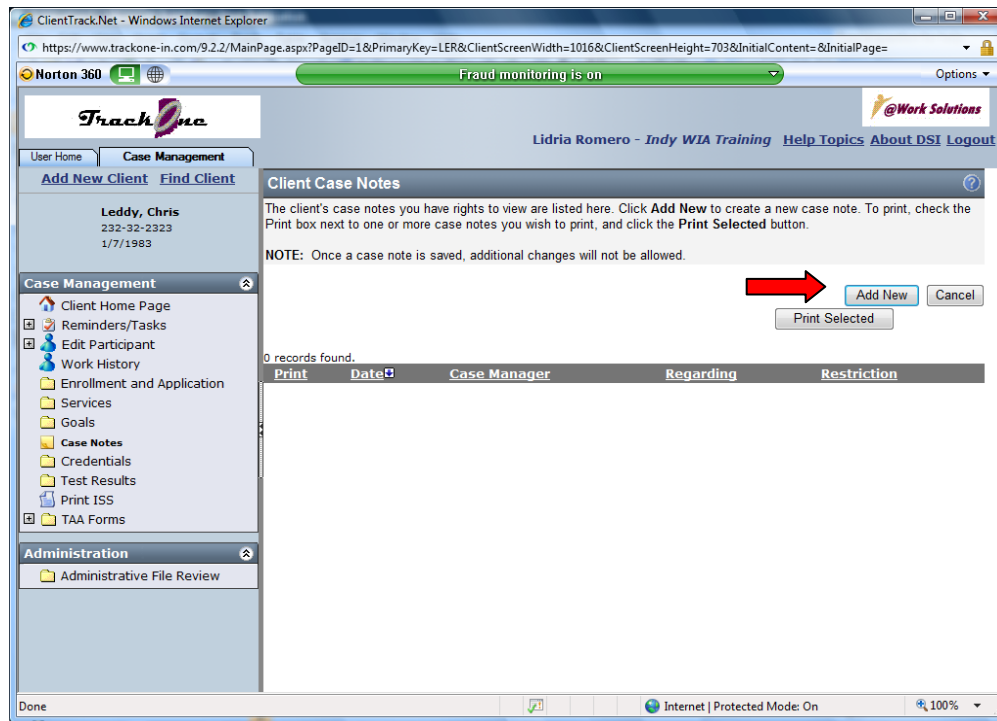 ClientTrack.Net - Windows Internet Explorer
https://www.trackone-in.com/9.2.2/MainPage.aspx?PageID=1&PrimaryKey=LER&ClientScreenWidth=1016&ClientScreenHeight=703&InitialContent=&InitialPage=
Norton 360 Fraud monitoring is on Options
TrackOne
@Work Solutions
Lidria Romero - Indy WIA Training Help Topics About DSI Logout
User Home Case Management
Add New Client Find Client
Leddy, Chris
232-32-2323
1/7/1983
Case Management
Client Home Page
Reminders/Tasks
Edit Participant
Work History
Enrollment and Application
Services
Goals
Case Notes
Credentials
Test Results
Print ISS
TAA Forms
Administration
Administrative File Review
Client Case Notes
The client's case notes you have rights to view are listed here. Click Add New to create a new case note. To print, check the
Print box next to one or more case notes you wish to print, and click the Print Selected button.
NOTE: Once a case note is saved, additional changes will not be allowed.
Add New Cancel
Print Selected
0 records found.
Print Date Case Manager Regarding Restriction
Done Internet | Protected Mode: On 100%